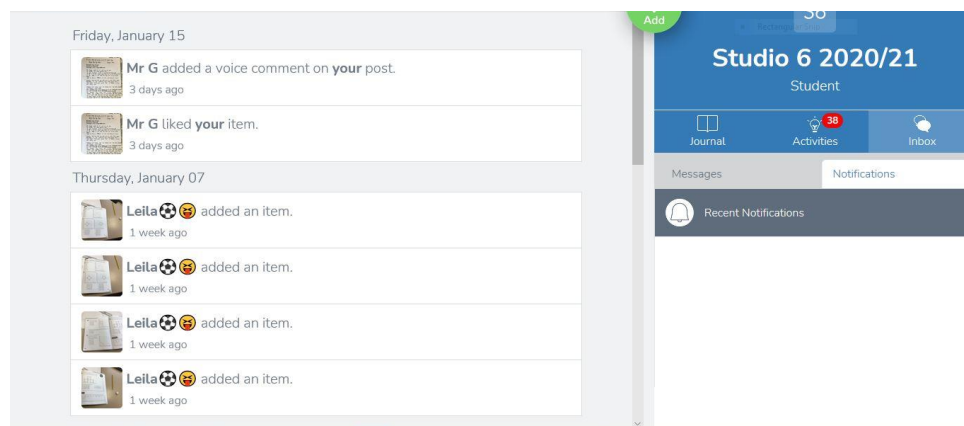 Friday, January 15
Mr G added a voice comment on your post.
3 days ago
Mr G liked your item.
3 days ago
Thursday, January 07
Leila⚽😝 added an item.
1 week ago
Leila⚽😝 added an item.
1 week ago
Leila⚽😝 added an item.
1 week ago
Leila⚽😝 added an item.
1 week ago
Add
S6
Studio 6 2020/21
Student
Journal
38
Activities
Inbox
Messages
Notifications
Recent Notifications